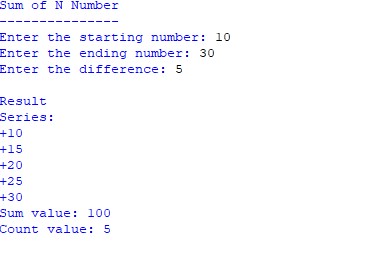 Sum of N Number
---------------
Enter the starting number: 10
Enter the ending number: 30
Enter the difference: 5
Result
Series:
+10
+15
+20
+25
+30
Sum value: 100
Count value: 5